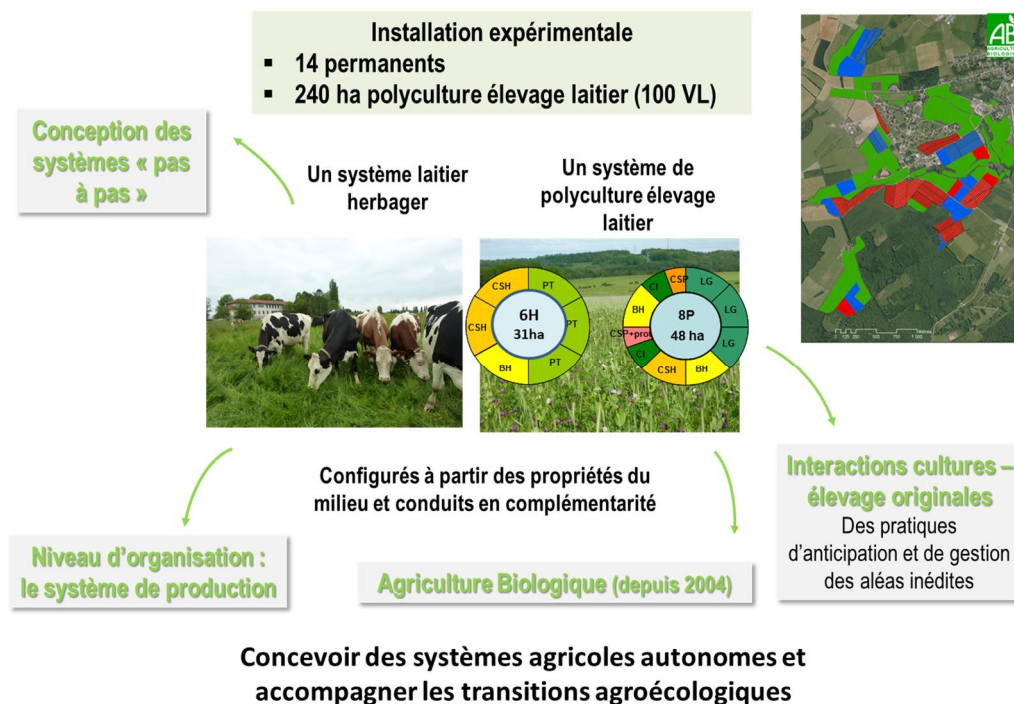 Installation expérimentale
▪ 14 permanents
▪ 240 ha polyculture élevage laitier (100 VL)
AB
AGRICULTURE
BIOLOGIQUE
Conception des
systèmes « pas
à pas »
Un système laitier
herbager
Un système de
polyculture élevage
laitier
CSH
PT
CSH
PT
BH
PT
6H
31ha
CI
CSP
LG
BH
LG
CSP+prot
LG
CI
CSH
BH
8P
48 ha
Configurés à partir des propriétés du
milieu et conduits en complémentarité
Interactions cultures –
élevage originales
Des pratiques
d'anticipation et de gestion
des aléas inédites
Niveau d'organisation :
le système de production
Agriculture Biologique (depuis 2004)
Concevoir des systèmes agricoles autonomes et
accompagner les transitions agroécologiques